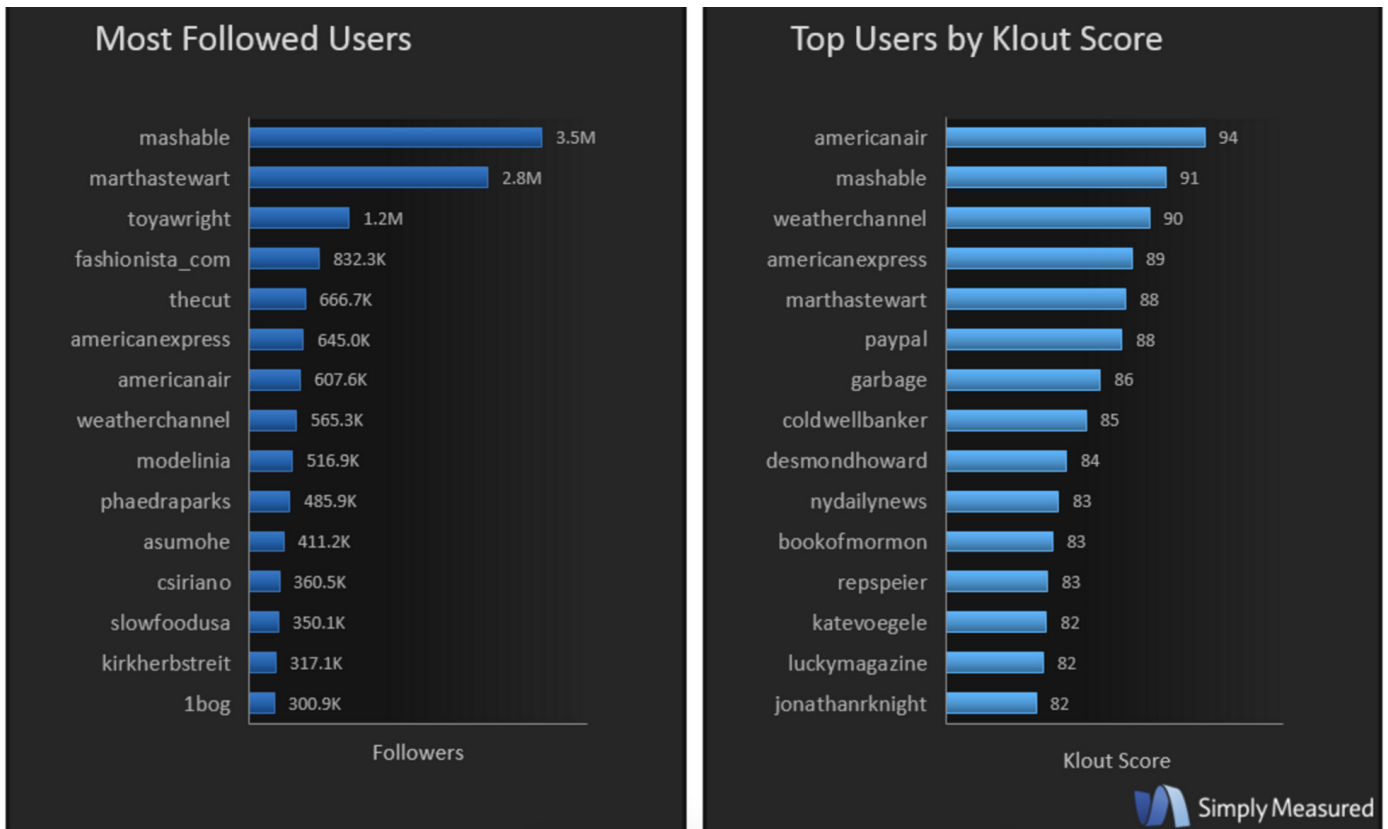 Most Followed Users
mashable 3.5M
marthastewart 2.8M
toyawright 1.2M
fashionista_com 832.3K
thecut 666.7K
americanexpress 645.0K
americanair 607.6K
weatherchannel 565.3K
modelinia 516.9K
phaedraparks 485.9K
asumohe 411.2K
csiriano 360.5K
slowfoodusa 350.1K
kirkherbstreit 317.1K
1bog 300.9K
Followers
Top Users by Klout Score
americanair 94
mashable 91
weatherchannel 90
americanexpress 89
marthastewart 88
paypal 88
garbage 86
coldwellbanker 85
desmondhoward 84
nydailynews 83
bookofmormon 83
repspeier 83
katevoegele 82
luckymagazine 82
jonathanrknight 82
Klout Score
Simply Measured